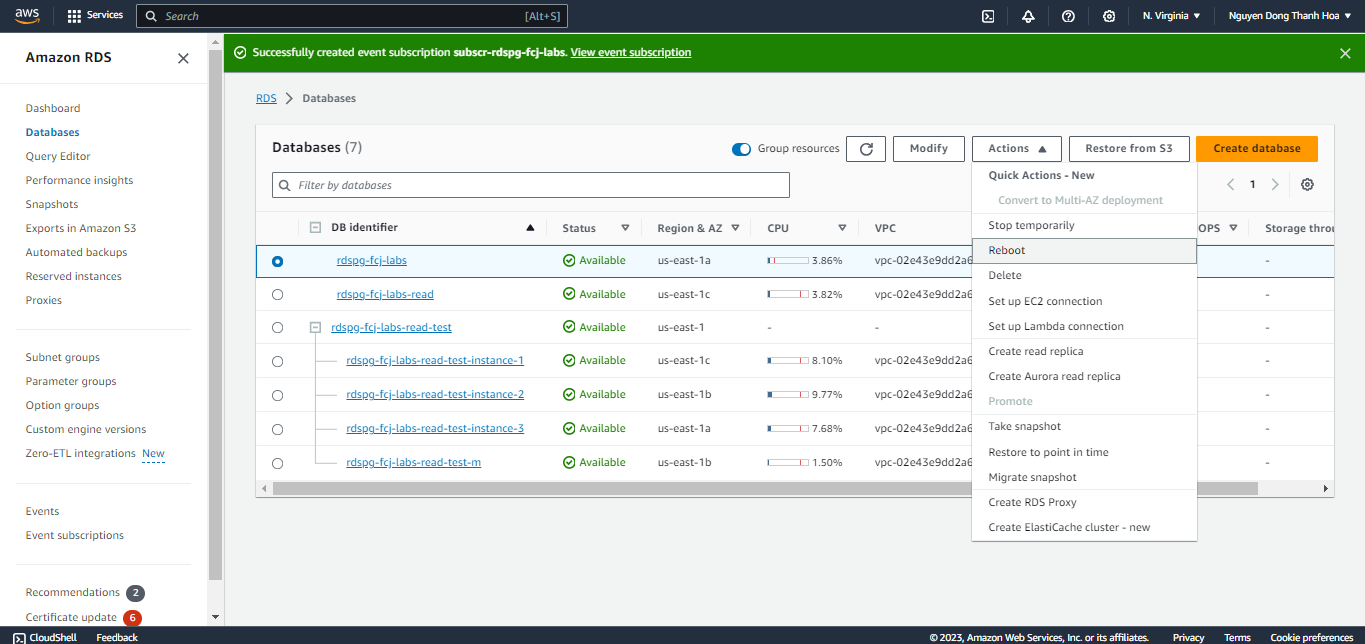 aws Services Search [Alt+S] N. Virginia Nguyen Dong Thanh Hoa
Amazon RDS
Successfully created event subscription subscr-rdspg-fcj-labs. View event subscription
Dashboard
Databases
Query Editor
Performance insights
Snapshots
Exports in Amazon S3
Automated backups
Reserved instances
Proxies
Subnet groups
Parameter groups
Option groups
Custom engine versions
Zero-ETL integrations New
Events
Event subscriptions
Recommendations 2
Certificate update 6
RDS Databases
Databases (7) Group resources Modify Actions Restore from S3 Create database
Filter by databases 1
DB identifier Status Region & AZ CPU VPC OPS Storage throu
rdspg-fcj-labs Available us-east-1a 3.86% vpc-02e43e9dd2a6 -
rdspg-fcj-labs-read Available us-east-1c 3.82% vpc-02e43e9dd2a6 -
rdspg-fcj-labs-read-test Available us-east-1 - - -
rdspg-fcj-labs-read-test-instance-1 Available us-east-1c 8.10% vpc-02e43e9dd2a6 -
rdspg-fcj-labs-read-test-instance-2 Available us-east-1b 9.77% vpc-02e43e9dd2a6 -
rdspg-fcj-labs-read-test-instance-3 Available us-east-1a 7.68% vpc-02e43e9dd2a6 -
rdspg-fcj-labs-read-test-m Available us-east-1b 1.50% vpc-02e43e9dd2a6 -
Quick Actions - New
Convert to Multi-AZ deployment
Stop temporarily
Reboot
Delete
Set up EC2 connection
Set up Lambda connection
Create read replica
Create Aurora read replica
Promote
Take snapshot
Restore to point in time
Migrate snapshot
Create RDS Proxy
Create ElastiCache cluster - new
CloudShell Feedback © 2023, Amazon Web Services, Inc. or its affiliates. Privacy Terms Cookie preferences